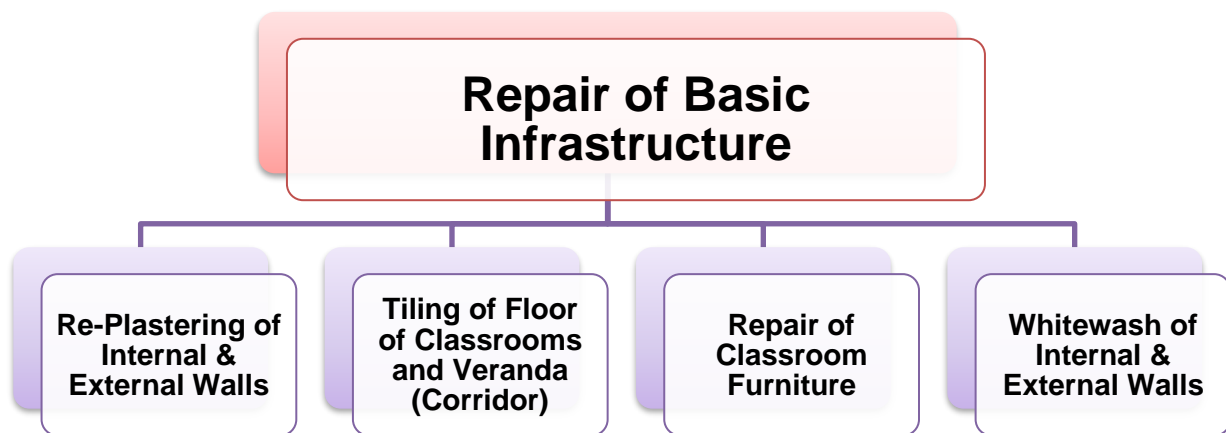 Repair of Basic
Infrastructure
Re-Plastering of
Internal &
External Walls
Tiling of Floor
of Classrooms
and Veranda
(Corridor)
Repair of
Classroom
Furniture
Whitewash of
Internal &
External Walls